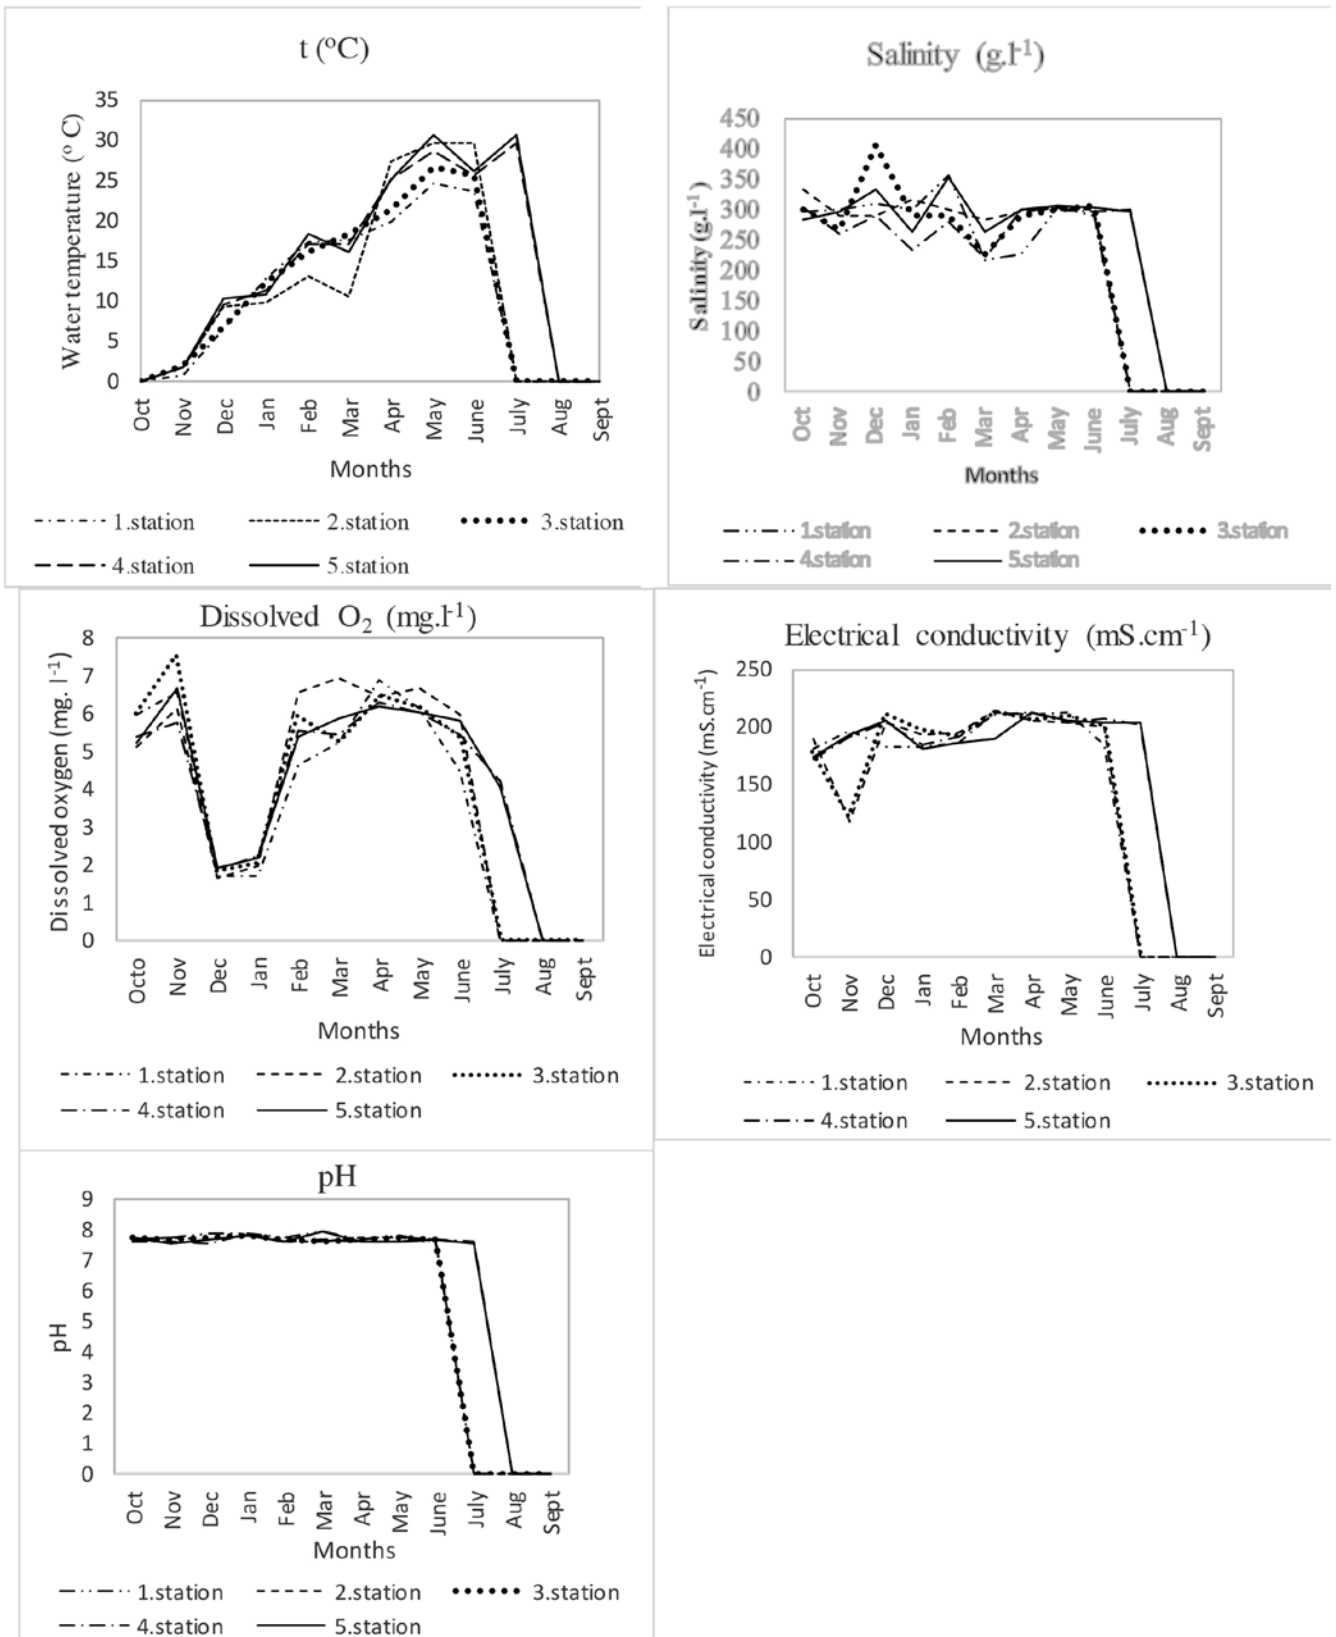 t (ºC)
35
30
25
20
15
10
5
0
Water temperature (º C)
Oct Nov Dec Jan Feb Mar Apr May June July Aug Sept
Months
1.station 2.station 3.station
4.station 5.station
Salinity (g.l-1)
450
400
350
300
250
200
150
100
50
0
Salinity (g.l-1)
Oct Nov Dec Jan Feb Mar Apr May June July Aug Sept
Months
1.station 2.station 3.station
4.station 5.station
Dissolved O2 (mg.l-1)
8
7
6
5
4
3
2
1
0
Dissolved oxygen (mg. l-1)
Octo Nov Dec Jan Feb Mar Apr May June July Aug Sept
Months
1.station 2.station 3.station
4.station 5.station
Electrical conductivity (mS.cm-1)
250
200
150
100
50
0
Electrical conductivity (mS.cm-1)
Oct Nov Dec Jan Feb Mar Apr May June July Aug Sept
Months
1.station 2.station 3.station
4.station 5.station
pH
9
8
7
6
5
4
3
2
1
0
pH
Oct Nov Dec Jan Feb Mar Apr May June July Aug Sept
Months
1.station 2.station 3.station
4.station 5.station